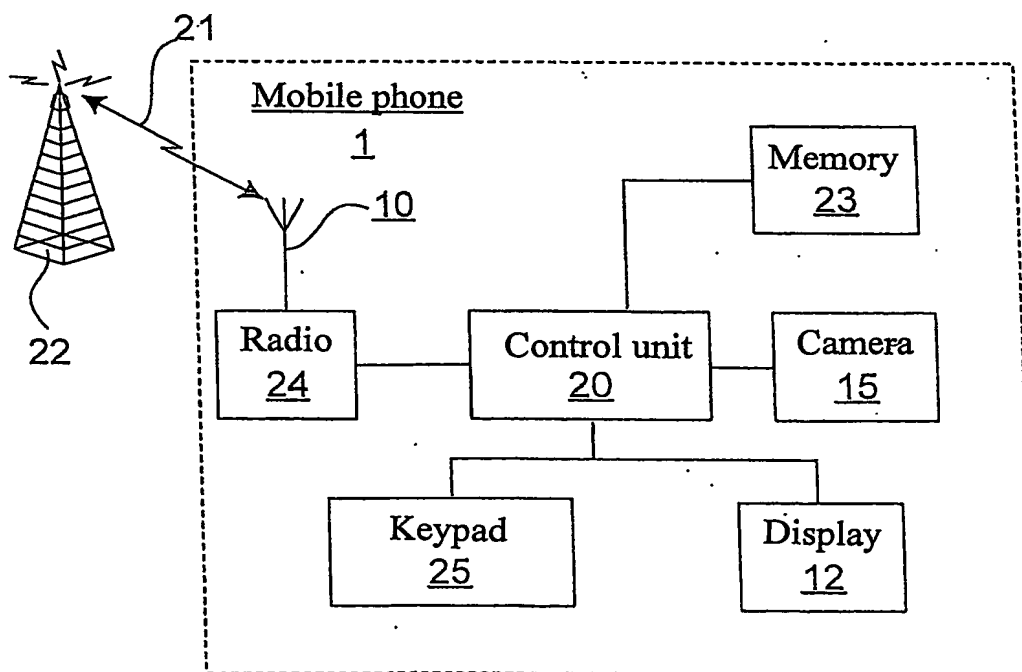 21
Mobile phone
1
Memory
23
10
22
Radio
24
Control unit
20
Camera
15
Keypad
25
Display
12